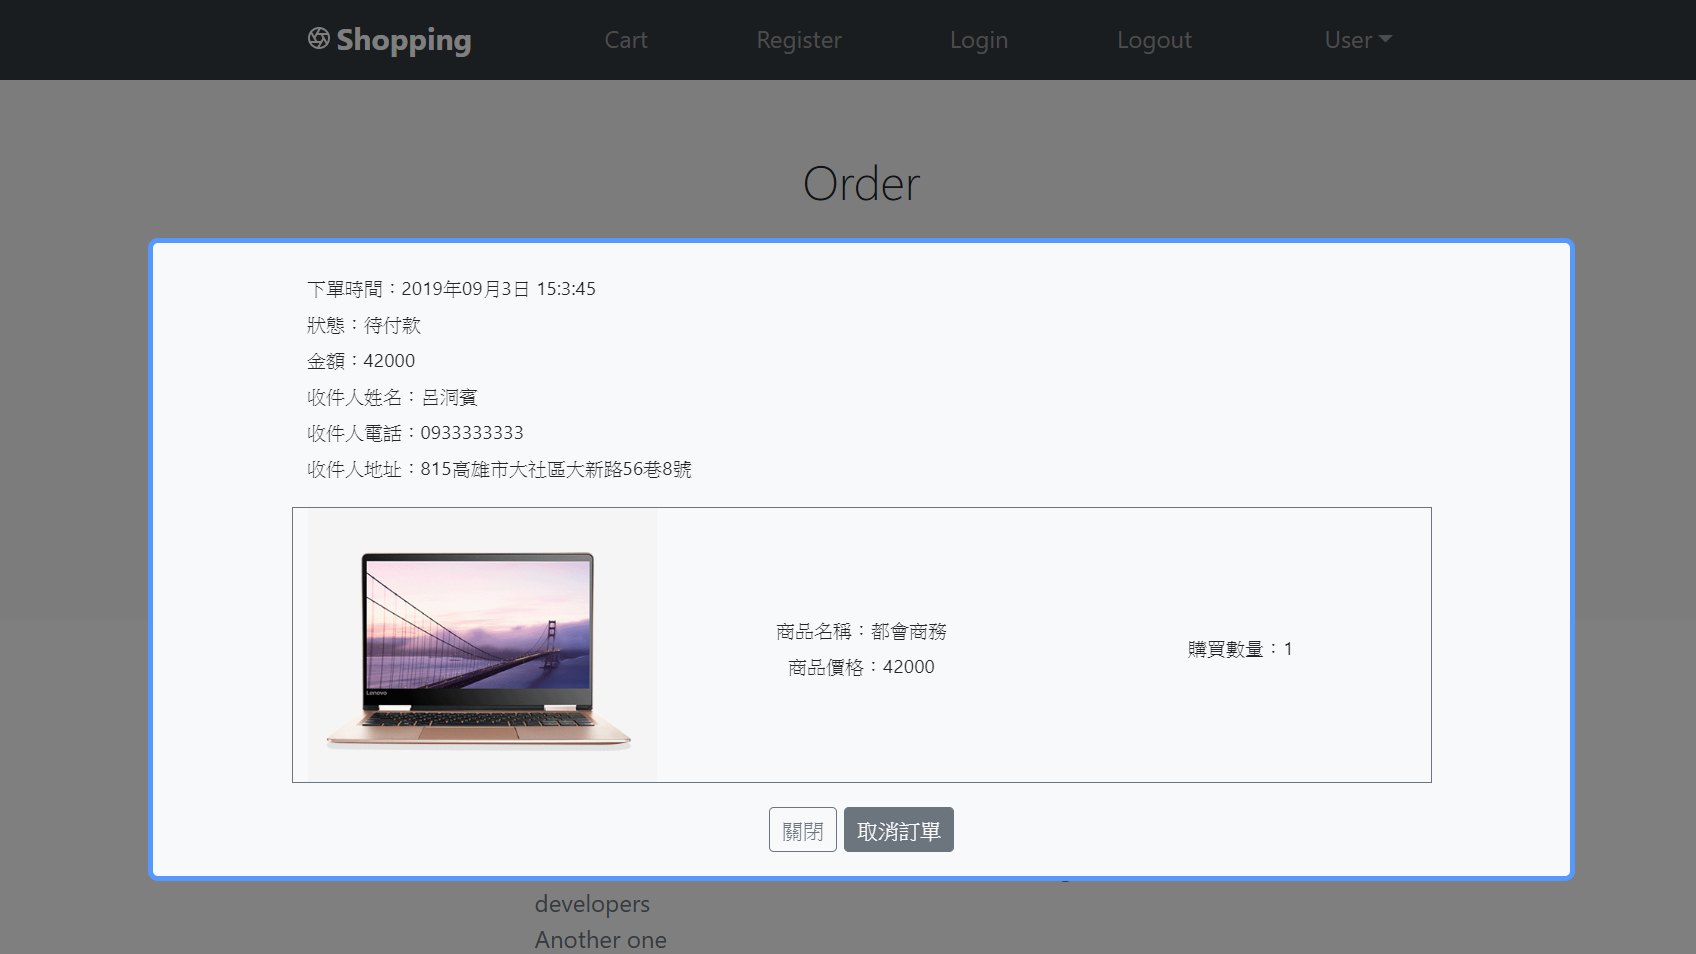 Shopping
Cart
Register
Login
Logout
User
Order
下單時間：2019年09月3日 15:3:45
狀態：待付款
金額：42000
收件人姓名：呂洞賓
收件人電話：0933333333
收件人地址：815高雄市大社區大新路56巷8號
Lenovo
商品名稱：都會商務
商品價格：42000
購買數量：1
關閉
取消訂單
developers
Another one